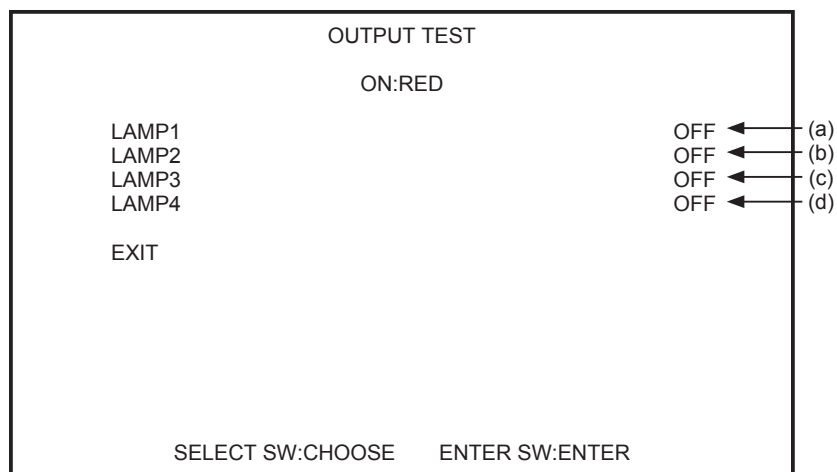 OUTPUT TEST
ON:RED
LAMP1 OFF (a)
LAMP2 OFF (b)
LAMP3 OFF (c)
LAMP4 OFF (d)
EXIT
SELECT SW:CHOOSE ENTER SW:ENTER